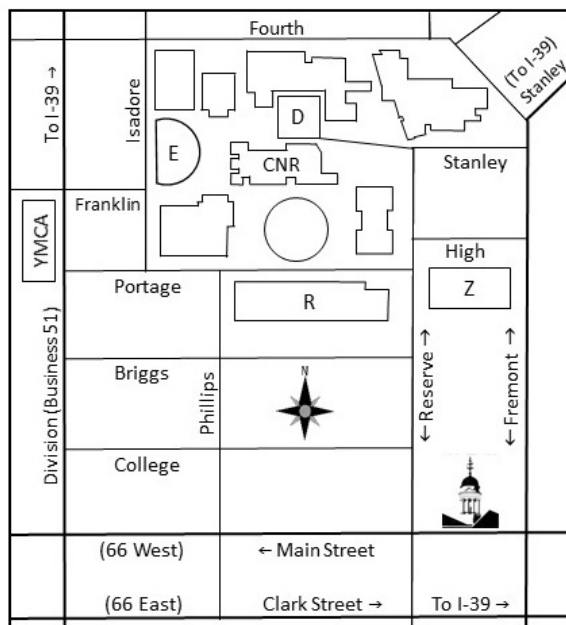 Fourth
To I-39 →
Isadore
(To I-39)
Stanley
D
E
CNR
Stanley
Franklin
YMCA
High
Portage
R
Z
Division (Business 51)
Briggs
Phillips
N
← Reserve →
← Fremont →
College
(66 West)
← Main Street
(66 East)
Clark Street →
To I-39 →